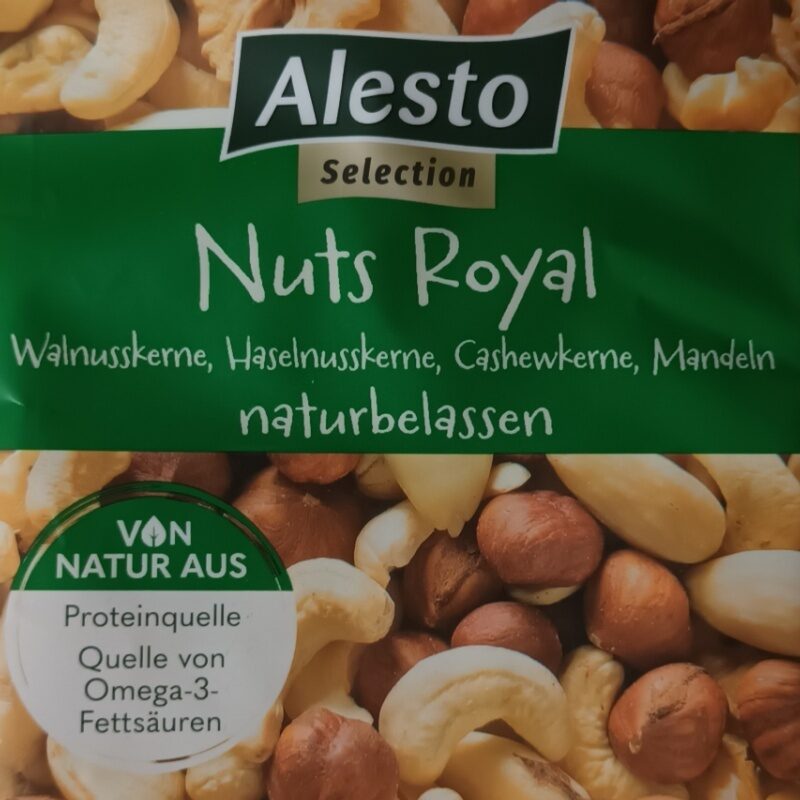 Alesto
Selection
Nuts Royal
Walnusskerne, Haselnusskerne, Cashewkerne, Mandeln
naturbelassen
VON
NATUR AUS
Proteinquelle
Quelle von
Omega-3-
Fettsäuren